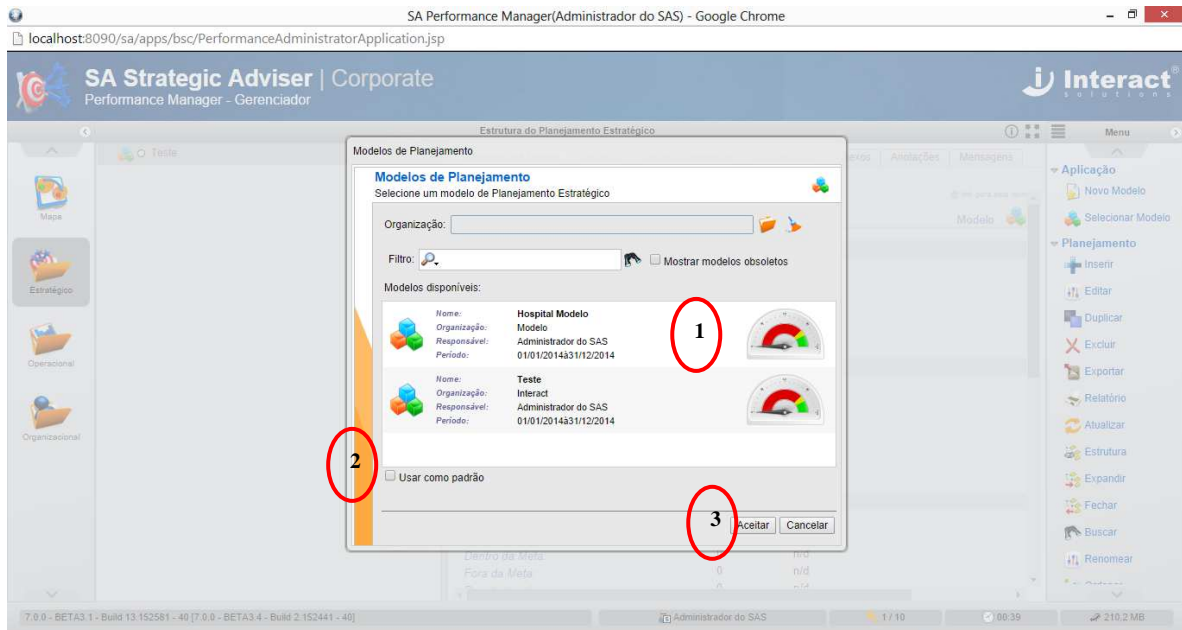 SA Performance Manager(Administrador do SAS) - Google Chrome
localhost:8090/sa/apps/bsc/PerformanceAdministratorApplication.jsp
SA Strategic Adviser | Corporate
Performance Manager - Gerenciador
Interact®
solutions
Estrutura do Planejamento Estratégico
Menu
Teste
Anotações
Mensagens
Modelo
Mapa
Estratégico
Operacional
Organizacional
Modelos de Planejamento
Modelos de Planejamento
Selecione um modelo de Planejamento Estratégico
Organização:
Filtro:
Mostrar modelos obsoletos
Modelos disponíveis:
Nome: Hospital Modelo
Organização: Modelo
Responsável: Administrador do SAS
Período: 01/01/2014à31/12/2014
1
Nome: Teste
Organização: Interact
Responsável: Administrador do SAS
Período: 01/01/2014à31/12/2014
2
Usar como padrão
3
Aceitar
Cancelar
Dentro da Meta 0 n/d
Fora da Meta 0 n/d
Aplicação
Novo Modelo
Selecionar Modelo
Planejamento
Inserir
Editar
Duplicar
Excluir
Exportar
Relatório
Atualizar
Estrutura
Expandir
Fechar
Buscar
Renomear
7.0.0 - BETA3.1 - Build 13.152581 - 40 [7.0.0 - BETA3.4 - Build 2.152441 - 40]
Administrador do SAS
1 / 10
00:39
210,2 MB